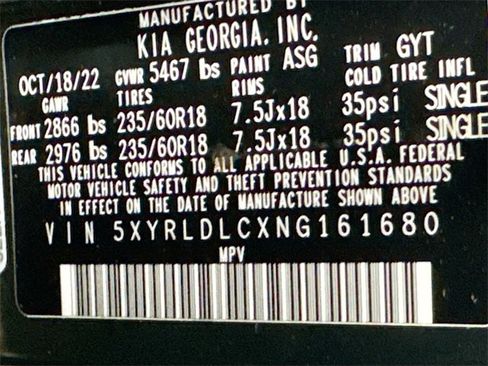 MANUFACTURED BY
KIA GEORGIA, INC.
OCT/18/22 GVWR 5467 lbs PAINT ASG TRIM GYT
GAWR TIRES RIMS COLD TIRE INFL
FRONT 2866 lbs 235/60R18 7.5Jx18 35psi SINGLE
REAR 2976 lbs 235/60R18 7.5Jx18 35psi SINGLE
THIS VEHICLE CONFORMS TO ALL APPLICABLE U.S.A. FEDERAL
MOTOR VEHICLE SAFETY AND THEFT PREVENTION STANDARDS
IN EFFECT ON THE DATE OF MANUFACTURE SHOWN ABOVE
VIN 5XYRLDLCXNG161680
MPV